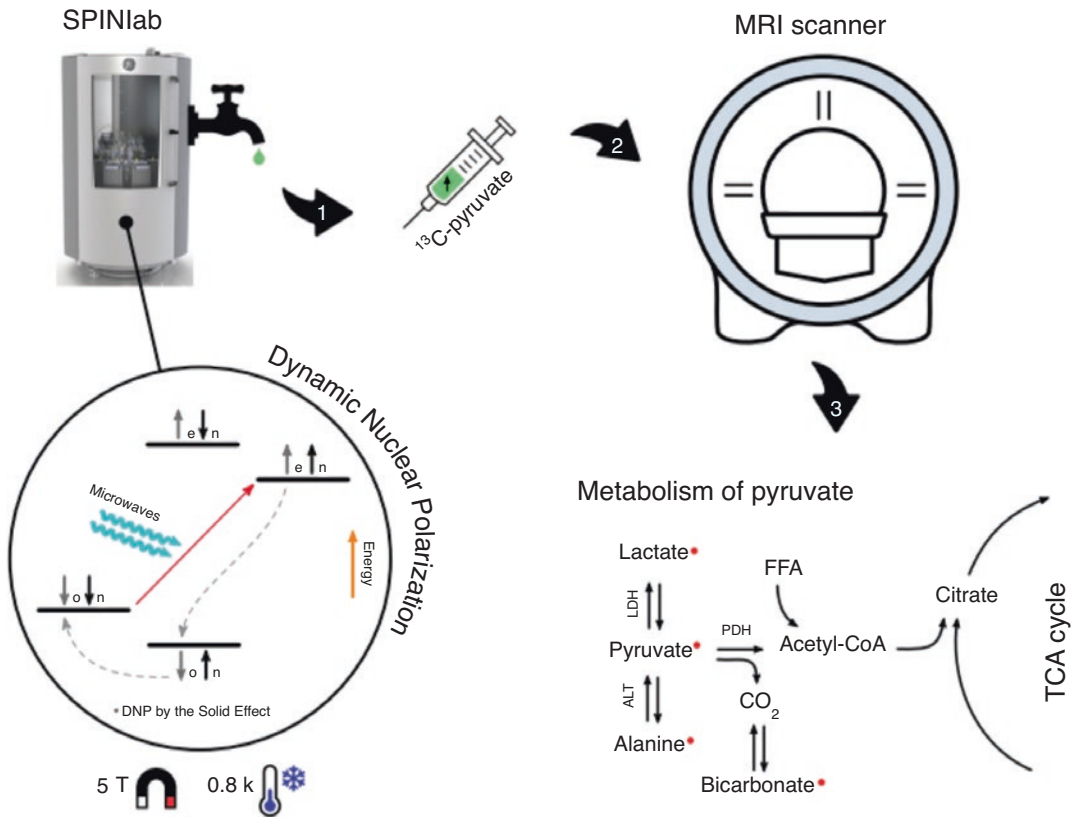 SPINlab
MRI scanner
1
¹³C-pyruvate
2
3
Dynamic Nuclear Polarization
e n
e n
Microwaves
Energy
o n
o n
*DNP by the Solid Effect
5 T
0.8 k
Metabolism of pyruvate
Lactate
LDH
FFA
Citrate
Pyruvate
PDH
Acetyl-CoA
TCA cycle
ALT
CO₂
Alanine
Bicarbonate